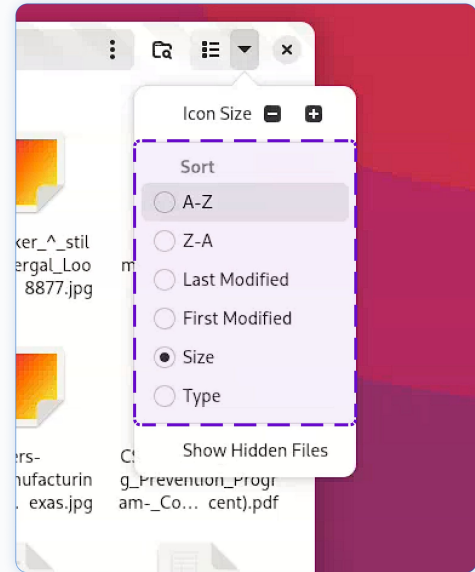 Icon Size
Sort
A-Z
Z-A
Last Modified
First Modified
Size
Type
Show Hidden Files
ker_^_stil
ergal_Loo
8877.jpg
m
ers-
nufacturin
... exas.jpg
CS
g_Prevention_Progr
am-_Co... cent).pdf